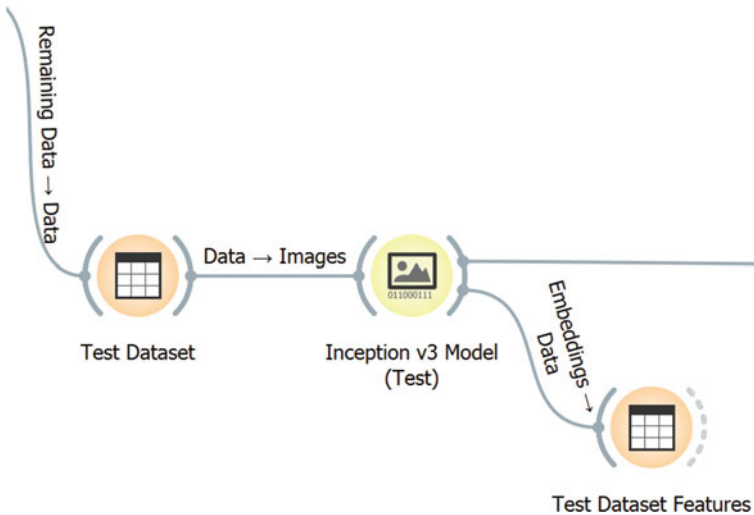 Remaining Data → Data
Data → Images
011000111
Test Dataset
Inception v3 Model
(Test)
Embeddings →
Data
Test Dataset Features